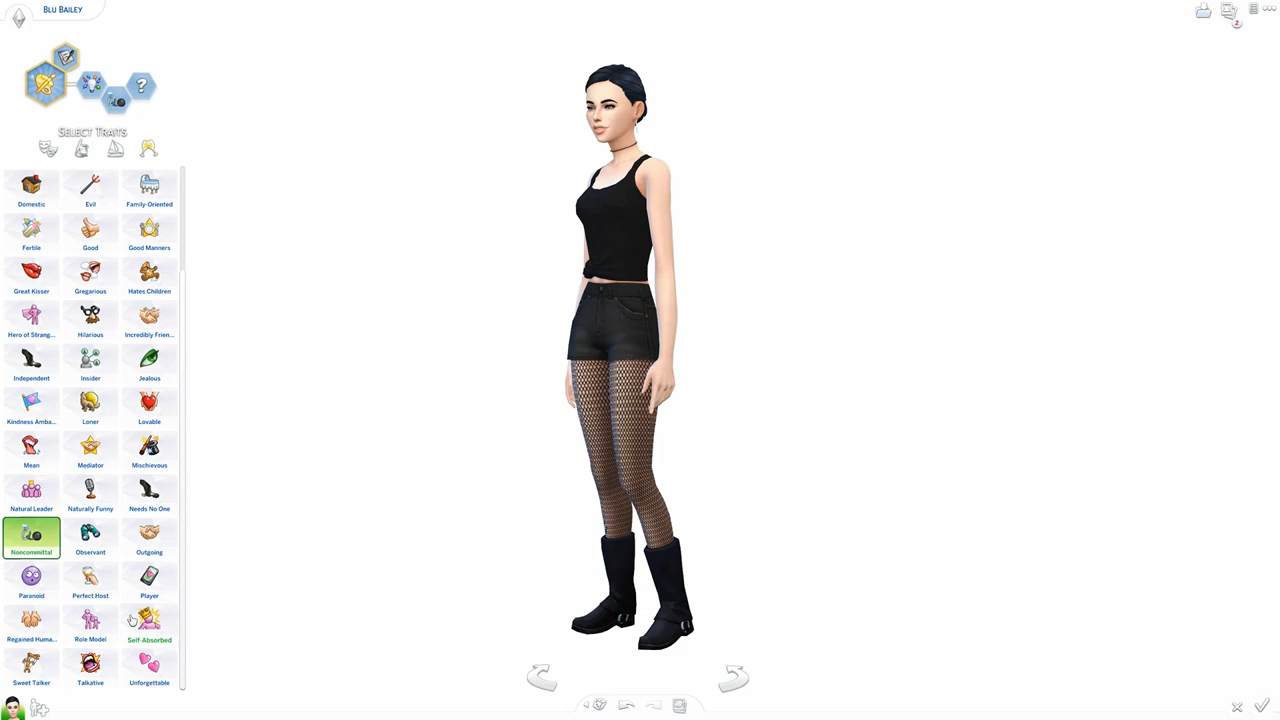 Blu Bailey
2
?
Select Traits
Domestic Evil Family-Oriented
Fertile Good Good Manners
Great Kisser Gregarious Hates Children
Hero of Strang... Hilarious Incredibly Frien...
Independent Insider Jealous
Kindness Amba... Loner Lovable
Mean Mediator Mischievous
Natural Leader Naturally Funny Needs No One
Noncommittal Observant Outgoing
Paranoid Perfect Host Player
Regained Huma... Role Model Self-Absorbed
Sweet Talker Talkative Unforgettable